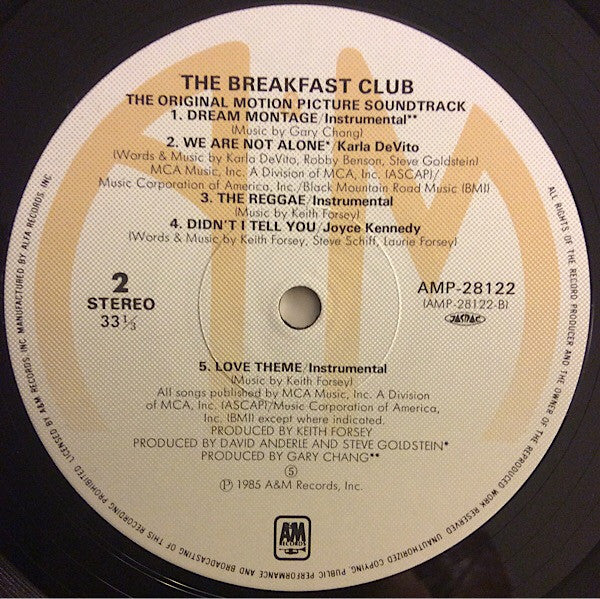 THE BREAKFAST CLUB
THE ORIGINAL MOTION PICTURE SOUNDTRACK
1. DREAM MONTAGE/Instrumental**
(Music by Gary Chang)
2. WE ARE NOT ALONE*/Karla DeVito
(Words & Music by Karla DeVito, Robby Benson, Steve Goldstein)
MCA Music, Inc. A Division of MCA, Inc. (ASCAP)/
Music Corporation of America, Inc./Black Mountain Road Music (BMI)
3. THE REGGAE/Instrumental
(Music by Keith Forsey)
4. DIDN'T I TELL YOU/Joyce Kennedy
(Words & Music by Keith Forsey, Steve Schiff, Laurie Forsey)
2
STEREO
33 1/3
AMP-28122
(AMP-28122-B)
JASRAC
5. LOVE THEME/Instrumental
(Music by Keith Forsey)
All songs published by MCA Music, Inc. A Division
of MCA, Inc. (ASCAP)/Music Corporation of America,
Inc. (BMI) except where indicated.
PRODUCED BY KEITH FORSEY
PRODUCED BY DAVID ANDERLE AND STEVE GOLDSTEIN*
PRODUCED BY GARY CHANG**
Ⓢ
℗ 1985 A&M Records, Inc.
A&M
RECORDS
ALL RIGHTS OF THE RECORD PRODUCER AND THE OWNER OF THE REPRODUCED WORK RESERVED. UNAUTHORIZED COPYING PUBLIC PERFORMANCE AND BROADCASTING OF THIS RECORDING PROHIBITED LICENSED BY A&M RECORDS, INC. MANUFACTURED BY ALFA RECORDS, INC